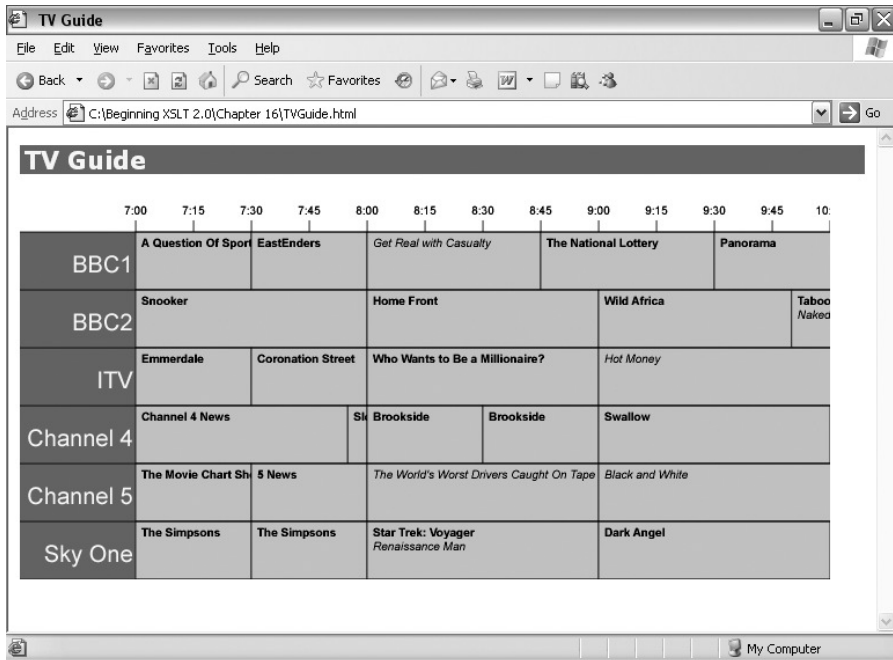 TV Guide
File Edit View Favorites Tools Help
Back Search Favorites
Address C:\Beginning XSLT 2.0\Chapter 16\TVGuide.html Go
TV Guide
7:00 7:15 7:30 7:45 8:00 8:15 8:30 8:45 9:00 9:15 9:30 9:45 10:
BBC1 A Question Of Sport EastEnders Get Real with Casualty The National Lottery Panorama
BBC2 Snooker Home Front Wild Africa Taboo
Naked
ITV Emmerdale Coronation Street Who Wants to Be a Millionaire? Hot Money
Channel 4 Channel 4 News Brookside Brookside Swallow
Channel 5 The Movie Chart Sh 5 News The World's Worst Drivers Caught On Tape Black and White
Sky One The Simpsons The Simpsons Star Trek: Voyager Dark Angel
Renaissance Man
My Computer